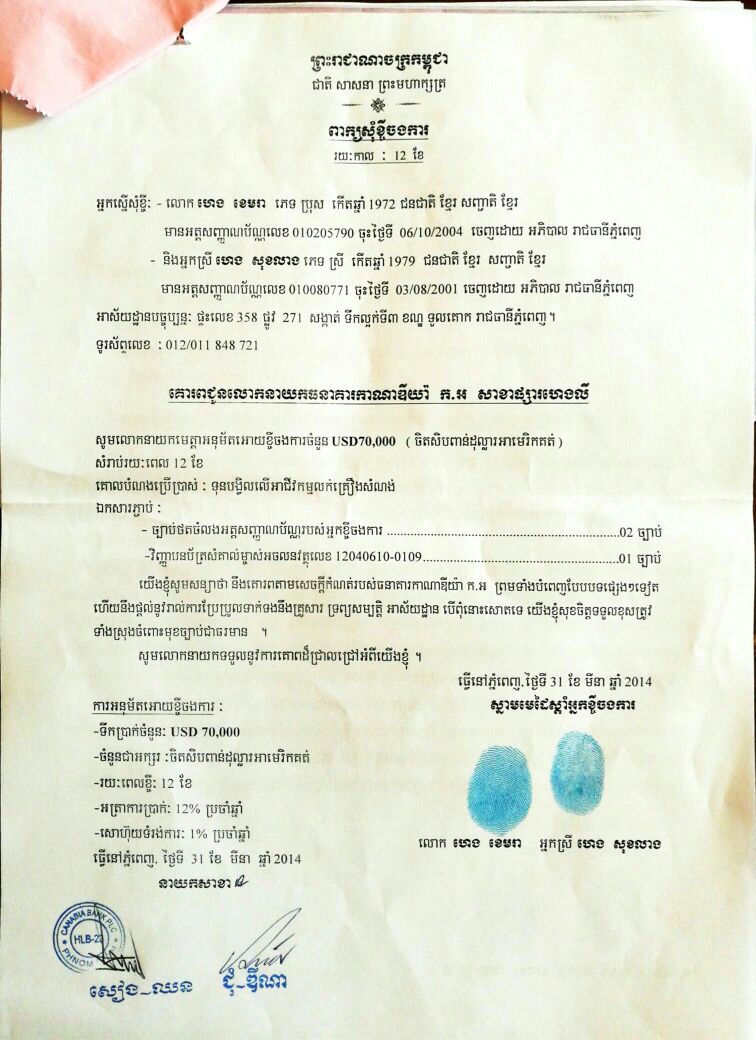 ព្រះរាជាណាចក្រកម្ពុជា
ជាតិ សាសនា ព្រះមហាក្សត្រ
ពាក្យសុំខ្ចីចងការ
រយៈកាល : 12 ខែ
អ្នកស្នើសុំខ្ចីៈ - លោក ហេង ខេមរា ភេទ ប្រុស កើតឆ្នាំ 1972 ជនជាតិ ខ្មែរ សញ្ជាតិ ខ្មែរ
មានអត្តសញ្ញាណប័ណ្ណលេខ 010205790 ចុះថ្ងៃទី 06/10/2004 ចេញដោយ អភិបាល រាជធានីភ្នំពេញ
- និងអ្នកស្រី ហេង សុខលាង ភេទ ស្រី កើតឆ្នាំ 1979 ជនជាតិ ខ្មែរ សញ្ជាតិ ខ្មែរ
មានអត្តសញ្ញាណប័ណ្ណលេខ 010080771 ចុះថ្ងៃទី 03/08/2001 ចេញដោយ អភិបាល រាជធានីភ្នំពេញ
អាស័យដ្ឋានបច្ចុប្បន្នៈ ផ្ទះលេខ 358 ផ្លូវ 271 សង្កាត់ ទឹកល្អក់ទី៣ ខណ្ឌ ទួលគោក រាជធានីភ្នំពេញ។
ទូរស័ព្ទលេខ : 012/011 848 721
គោរពជូនលោកនាយកធនាគារកាណាឌីយ៉ា ក.អ សាខាផ្សារហេងលី
សូមលោកនាយកមេត្តាអនុម័តអោយខ្ចីចងការចំនួន USD70,000 ( ចិតសិបពាន់ដុល្លារអាមេរិកគត់ )
សំរាប់រយៈពេល 12 ខែ
គោលបំណងប្រើប្រាស់ : ទុនបង្វិលលើអាជីវកម្មលក់គ្រឿងសំណង់
ឯកសារភ្ជាប់ :
- ច្បាប់ថតចំលងអត្តសញ្ញាណប័ណ្ណរបស់អ្នកខ្ចីចងការ ...............................................................02 ច្បាប់
-វិញ្ញាបនប័ត្រសំគាល់ម្ចាស់អចលនវត្ថុលេខ 12040610-0109......................................................01 ច្បាប់
យើងខ្ញុំសូមសន្យាថា នឹងគោរពតាមសេចក្តីកំណត់របស់ធនាគារកាណាឌីយ៉ា ក.អ ព្រមទាំងបំពេញបែបបទផ្សេងៗទៀត
ហើយនឹងផ្តល់នូវរាល់ការប្រែប្រួលទាក់ទងនឹងគ្រួសារ ទ្រព្យសម្បត្តិ អាស័យដ្ឋាន បើពុំនោះសោតទេ យើងខ្ញុំសុខចិត្តទទួលខុសត្រូវ
ទាំងស្រុងចំពោះមុខច្បាប់ជាធរមាន ។
សូមលោកនាយកទទួលនូវការគោពដ៏ជ្រាលជ្រៅអំពីយើងខ្ញុំ ។
ធ្វើនៅភ្នំពេញ, ថ្ងៃទី 31 ខែ មីនា ឆ្នាំ 2014
ស្នាមមេដៃស្តាំអ្នកខ្ចីចងការ
លោក ហេង ខេមរា អ្នកស្រី ហេង សុខលាង
ការអនុម័តអោយខ្ចីចងការ :
-ទឹកប្រាក់ចំនួនៈ USD 70,000
-ចំនួនជាអក្សរ :ចិតសិបពាន់ដុល្លារអាមេរិកគត់
-រយៈពេលខ្ចីៈ 12 ខែ
-អត្រាការប្រាក់ៈ 12% ប្រចាំឆ្នាំ
-សោហ៊ុយទំរង់ការៈ 1% ប្រចាំឆ្នាំ
ធ្វើនៅភ្នំពេញ, ថ្ងៃទី 31 ខែ មីនា ឆ្នាំ 2014
នាយកសាខា
CANADIA BANK PLC
HLB-23
PHNOM
សៀង-ឈន
ជុំ-ឌីណា